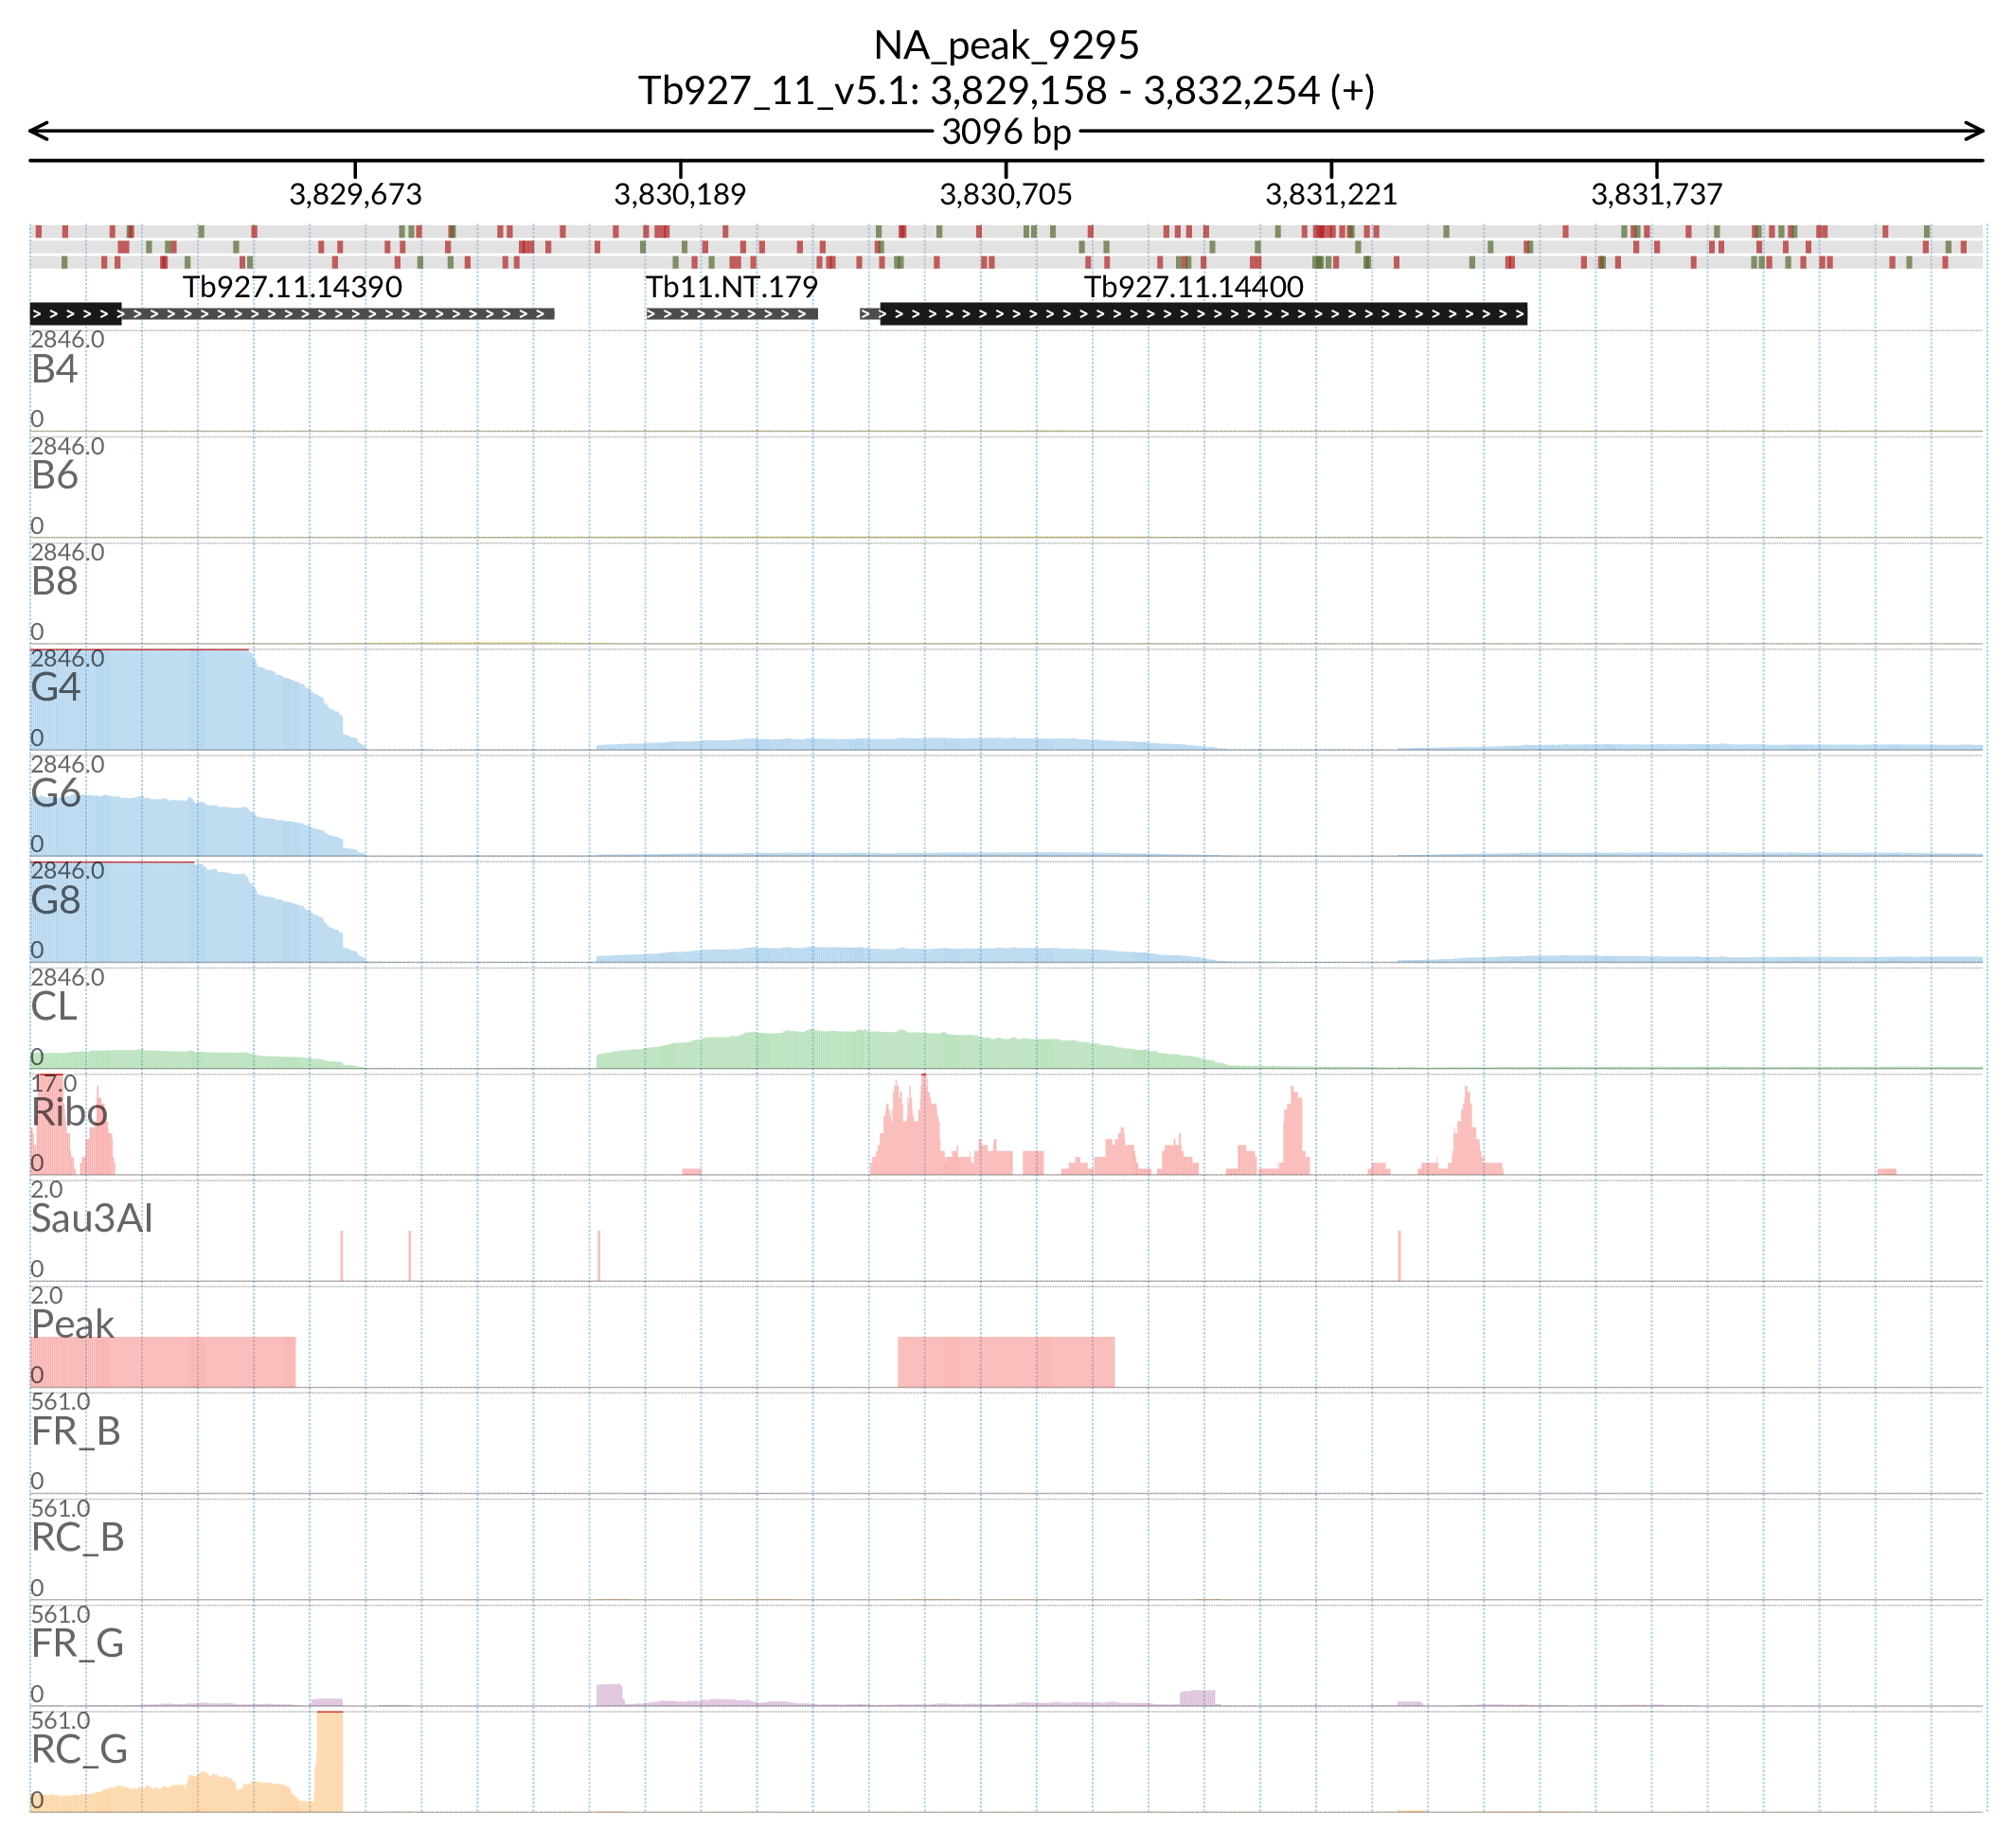 NA_peak_9295
Tb927_11_v5.1: 3,829,158 - 3,832,254 (+)
3096 bp
3,829,673 3,830,189 3,830,705 3,831,221 3,831,737
Tb927.11.14390 Tb11.NT.179 Tb927.11.14400
2846.0
B4
0
2846.0
B6
0
2846.0
B8
0
2846.0
G4
0
2846.0
G6
0
2846.0
G8
0
2846.0
CL
0
17.0
Ribo
0
2.0
Sau3AI
0
2.0
Peak
0
561.0
FR_B
0
561.0
RC_B
0
561.0
FR_G
0
561.0
RC_G
0